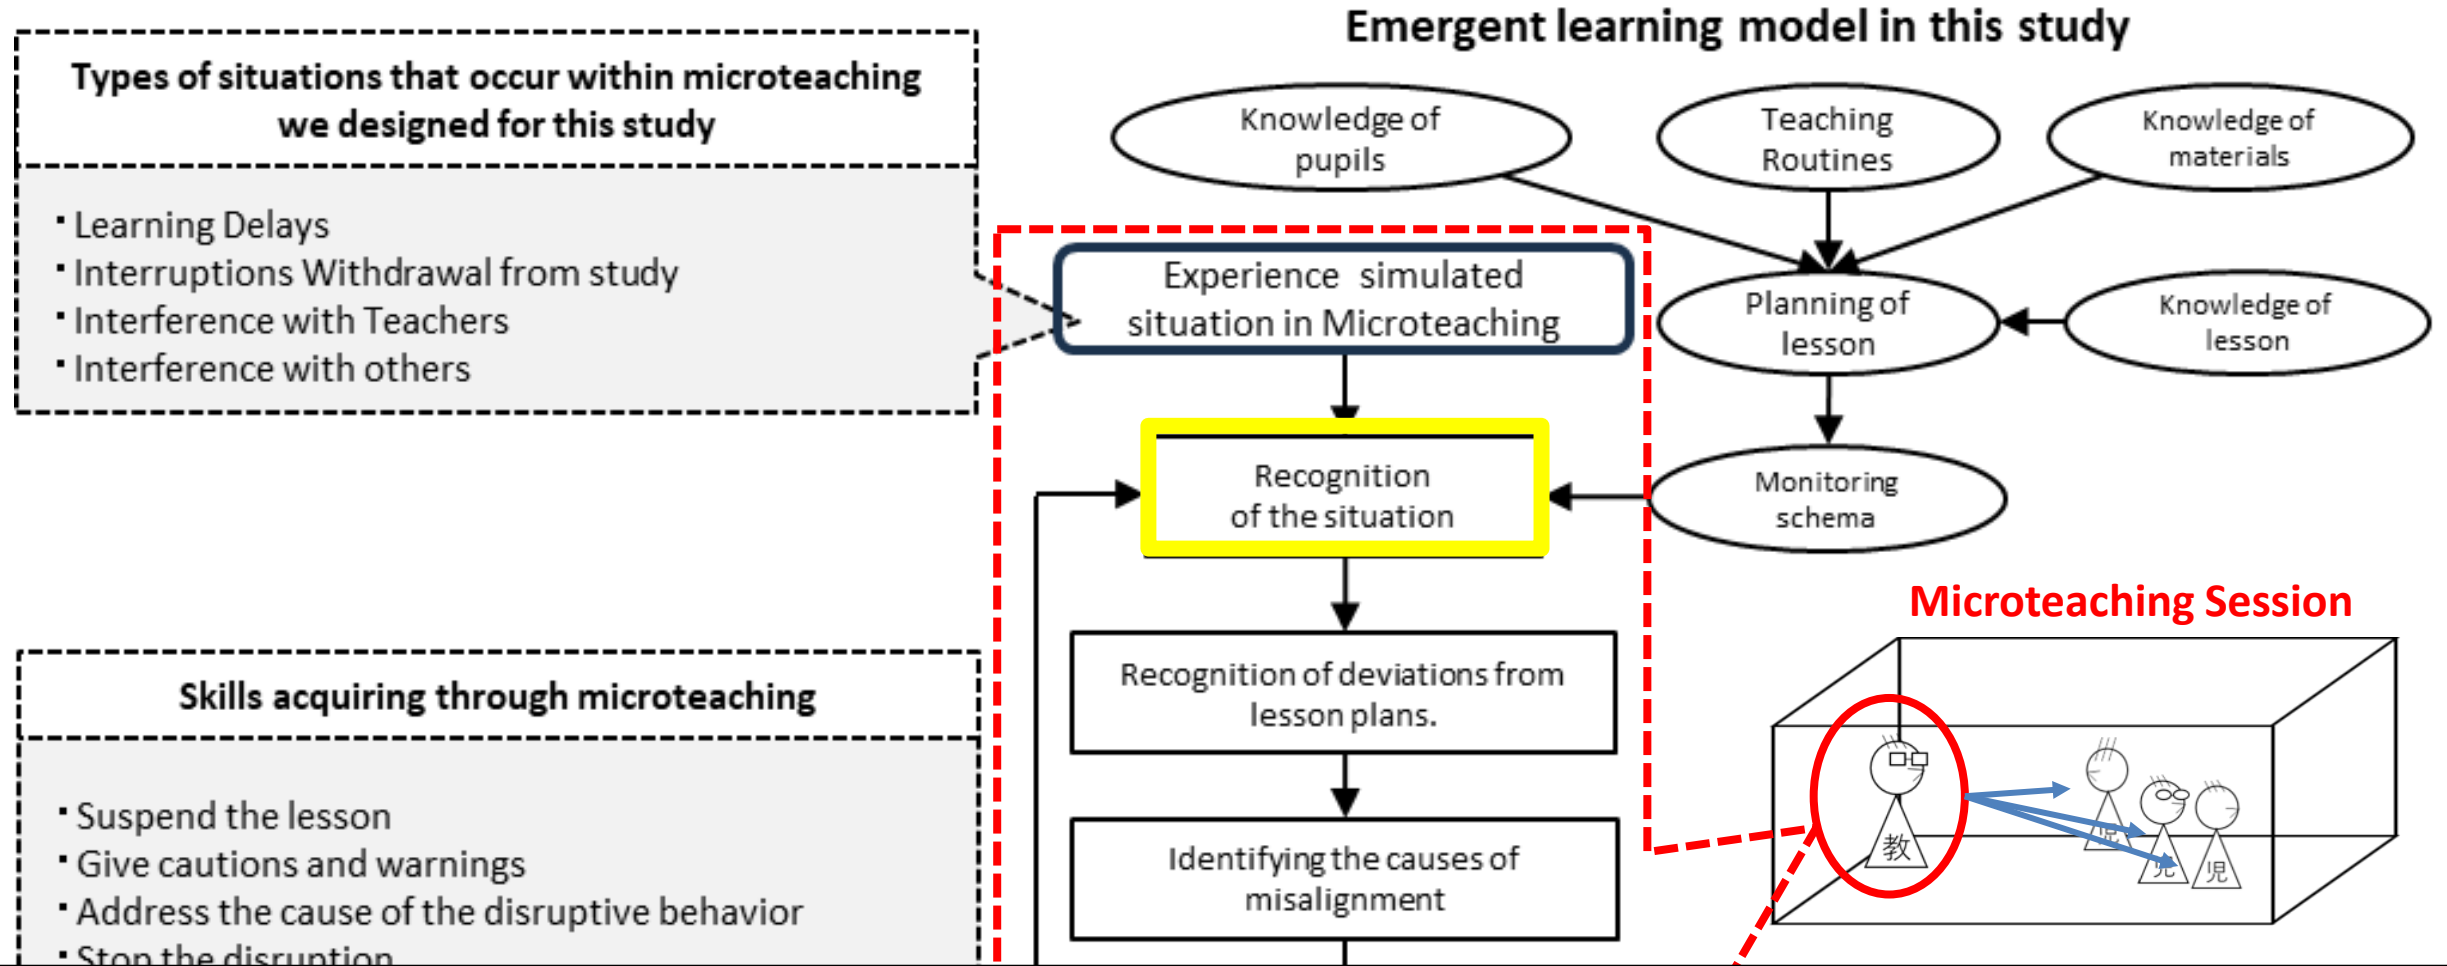 Emergent learning model in this study
Types of situations that occur within microteaching
we designed for this study
・Learning Delays
・Interruptions Withdrawal from study
・Interference with Teachers
・Interference with others
Knowledge of
pupils
Teaching
Routines
Knowledge of
materials
Experience simulated
situation in Microteaching
Planning of
lesson
Knowledge of
lesson
Recognition
of the situation
Monitoring
schema
Recognition of deviations from
lesson plans.
Identifying the causes of
misalignment
Skills acquiring through microteaching
・Suspend the lesson
・Give cautions and warnings
・Address the cause of the disruptive behavior
・Stop the disruption
Microteaching Session
教
児
児
児